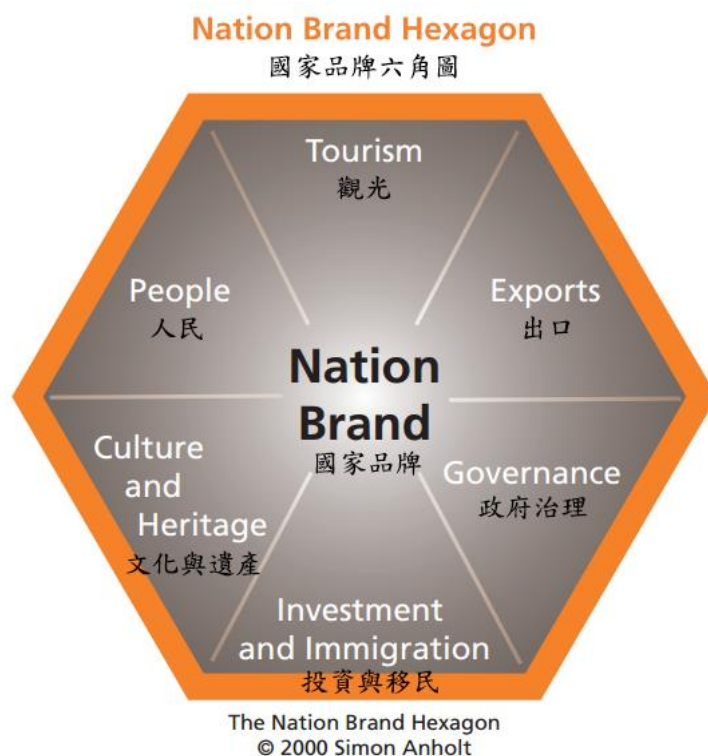 Nation Brand Hexagon
國家品牌六角圖
Tourism
觀光
People
人民
Exports
出口
Nation
Brand
國家品牌
Culture
and
Heritage
文化與遺產
Governance
政府治理
Investment
and Immigration
投資與移民
The Nation Brand Hexagon
© 2000 Simon Anholt